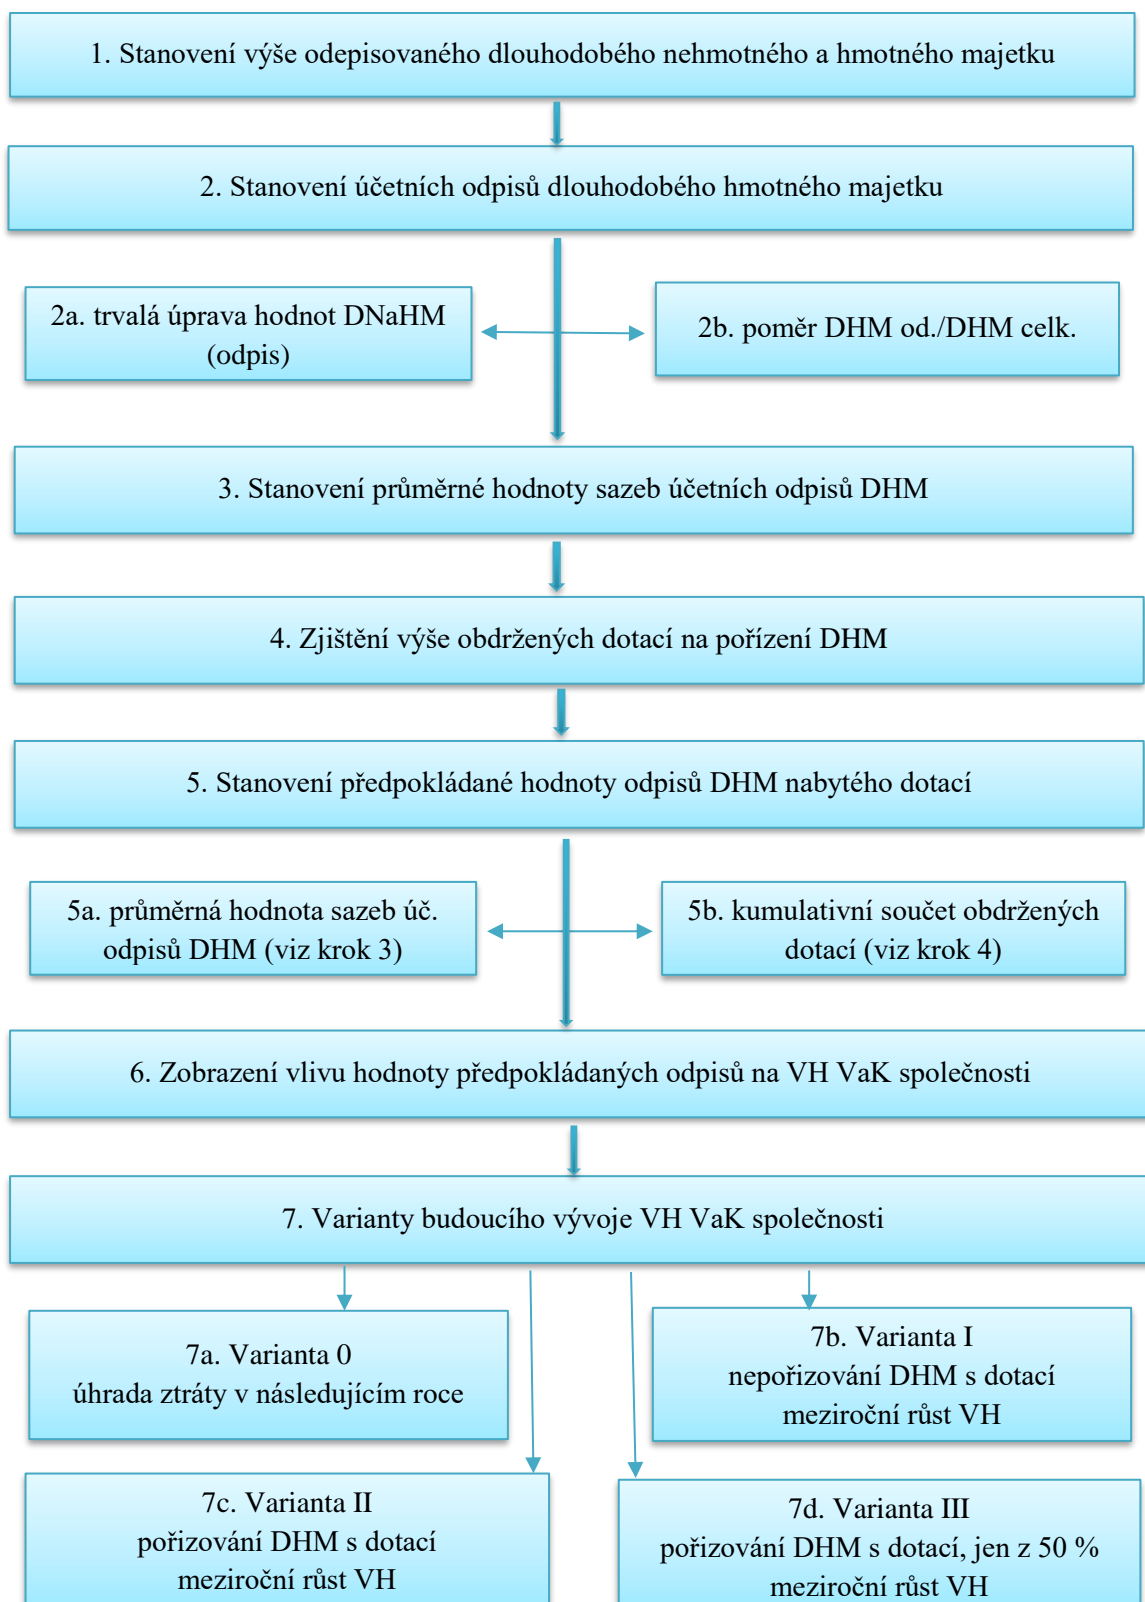 1. Stanovení výše odepisovaného dlouhodobého nehmotného a hmotného majetku
2. Stanovení účetních odpisů dlouhodobého hmotného majetku
2a. trvalá úprava hodnot DNaHM
(odpis)
2b. poměr DHM od./DHM celk.
3. Stanovení průměrné hodnoty sazeb účetních odpisů DHM
4. Zjištění výše obdržených dotací na pořízení DHM
5. Stanovení předpokládané hodnoty odpisů DHM nabytého dotací
5a. průměrná hodnota sazeb úč.
odpisů DHM (viz krok 3)
5b. kumulativní součet obdržených
dotací (viz krok 4)
6. Zobrazení vlivu hodnoty předpokládaných odpisů na VH VaK společnosti
7. Varianty budoucího vývoje VH VaK společnosti
7a. Varianta 0
úhrada ztráty v následujícím roce
7b. Varianta I
nepořizování DHM s dotací
meziroční růst VH
7c. Varianta II
pořizování DHM s dotací
meziroční růst VH
7d. Varianta III
pořizování DHM s dotací, jen z 50 %
meziroční růst VH